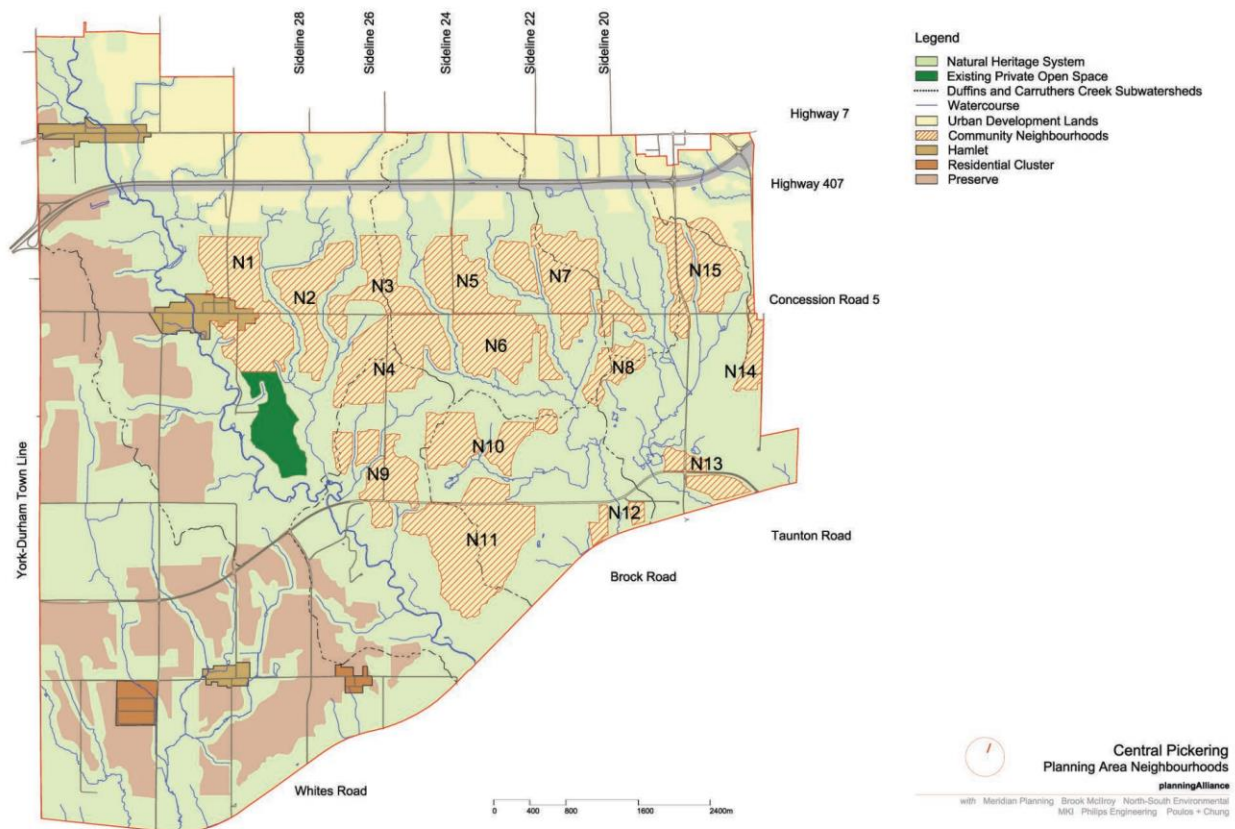 Sideline 28
Sideline 26
Sideline 24
Sideline 22
Sideline 20
Legend
Natural Heritage System
Existing Private Open Space
Duffins and Carruthers Creek Subwatersheds
Watercourse
Urban Development Lands
Community Neighbourhoods
Hamlet
Residential Cluster
Preserve
Highway 7
Highway 407
Concession Road 5
N1
N2
N3
N5
N7
N15
N4
N6
N8
N14
N9
N10
N13
N11
N12
York-Durham Town Line
Taunton Road
Brock Road
Whites Road
0 400 800 1600 2400m
Central Pickering
Planning Area Neighbourhoods
planningAlliance
with Meridian Planning Brook McIlroy North-South Environmental
MKI Philips Engineering Poulos + Chung